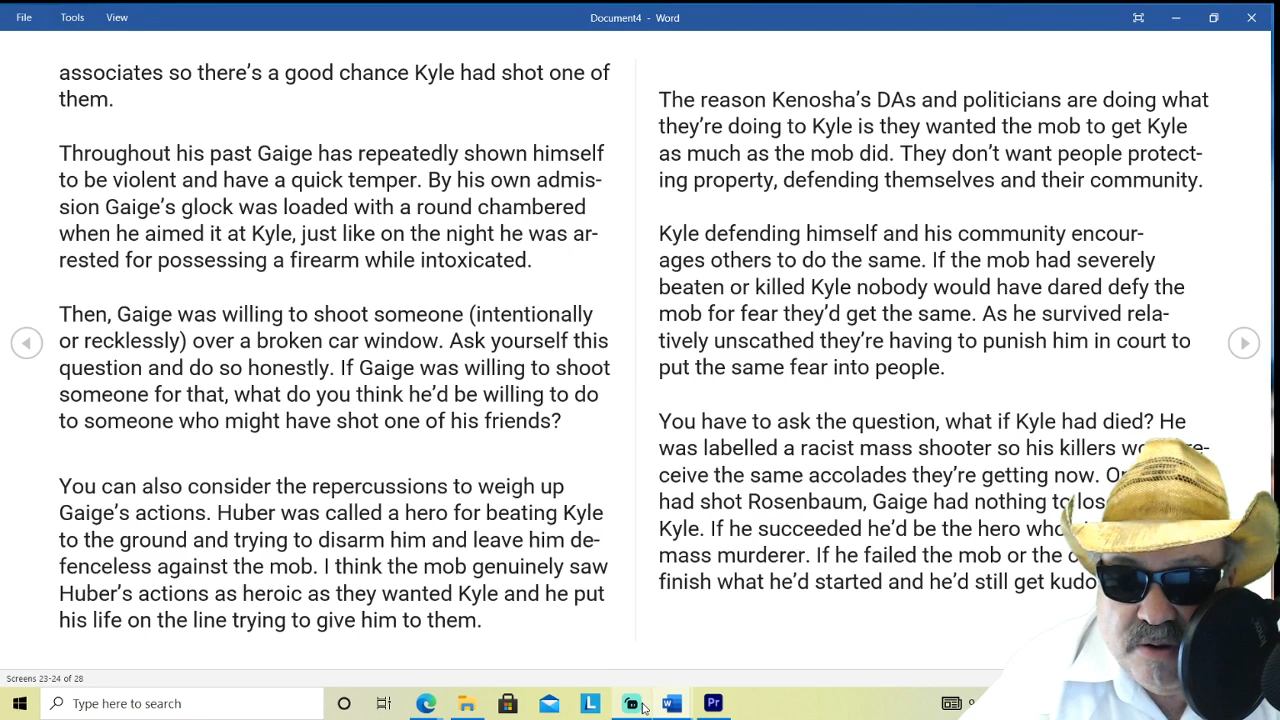 File
Tools
View
Document4 - Word
associates so there's a good chance Kyle had shot one of
them.
Throughout his past Gaige has repeatedly shown himself
to be violent and have a quick temper. By his own admis-
sion Gaige's glock was loaded with a round chambered
when he aimed it at Kyle, just like on the night he was ar-
rested for possessing a firearm while intoxicated.
Then, Gaige was willing to shoot someone (intentionally
or recklessly) over a broken car window. Ask yourself this
question and do so honestly. If Gaige was willing to shoot
someone for that, what do you think he'd be willing to do
to someone who might have shot one of his friends?
You can also consider the repercussions to weigh up
Gaige's actions. Huber was called a hero for beating Kyle
to the ground and trying to disarm him and leave him de-
fenceless against the mob. I think the mob genuinely saw
Huber's actions as heroic as they wanted Kyle and he put
his life on the line trying to give him to them.
The reason Kenosha's DAs and politicians are doing what
they're doing to Kyle is they wanted the mob to get Kyle
as much as the mob did. They don't want people protect-
ing property, defending themselves and their community.
Kyle defending himself and his community encour-
ages others to do the same. If the mob had severely
beaten or killed Kyle nobody would have dared defy the
mob for fear they'd get the same. As he survived rela-
tively unscathed they're having to punish him in court to
put the same fear into people.
You have to ask the question, what if Kyle had died? He
was labelled a racist mass shooter so his killers re-
ceive the same accolades they're getting now.
had shot Rosenbaum, Gaige had nothing to
Kyle. If he succeeded he'd be the hero
mass murderer. If he failed the mob or the
finish what he'd started and he'd still get
Screens 23-24 of 28
Type here to search
L
W
Pr